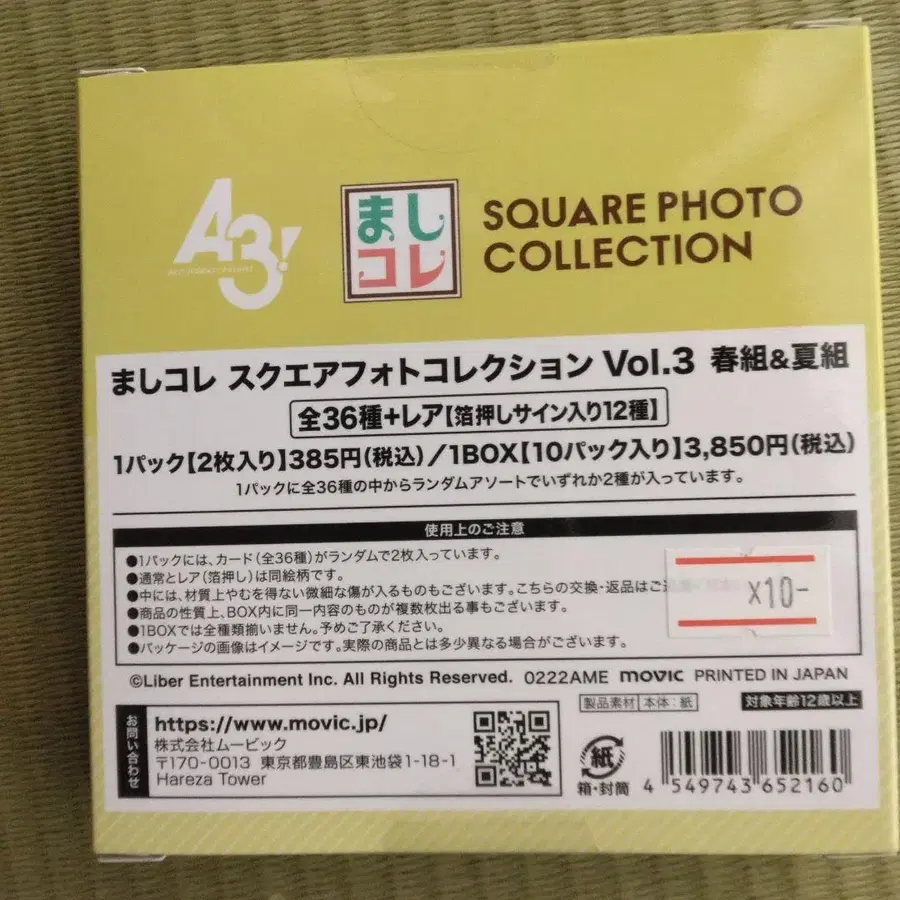 A3!
ましコレ
SQUARE PHOTO COLLECTION
ましコレ スクエアフォトコレクション Vol.3 春組&夏組
全36種+レア【箔押しサイン入り12種】
1パック【2枚入り】385円(税込)/1BOX【10パック入り】3,850円(税込)
1パックに全36種の中からランダムアソートでいずれか2種が入っています。
使用上のご注意
●1パックには、カード(全36種)がランダムで2枚入っています。
●通常とレア(箔押し)は同絵柄です。
●中には、材質上やむを得ない微細な傷が入るものもございます。こちらの交換・返品はご
●商品の性質上、BOX内に同一内容のものが複数枚出る事もございます。
●1BOXでは全種類揃いません。予めご了承ください。
●パッケージの画像はイメージです。実際の商品とは多少異なる場合がございます。
x10-
©Liber Entertainment Inc. All Rights Reserved. 0222AME movic PRINTED IN JAPAN
製品素材 本体:紙 対象年齢12歳以上
お問い合わせ
https://www.movic.jp/
株式会社ムービック
〒170-0013 東京都豊島区東池袋1-18-1
Hareza Tower
紙
箱・封筒
4 549743 652160